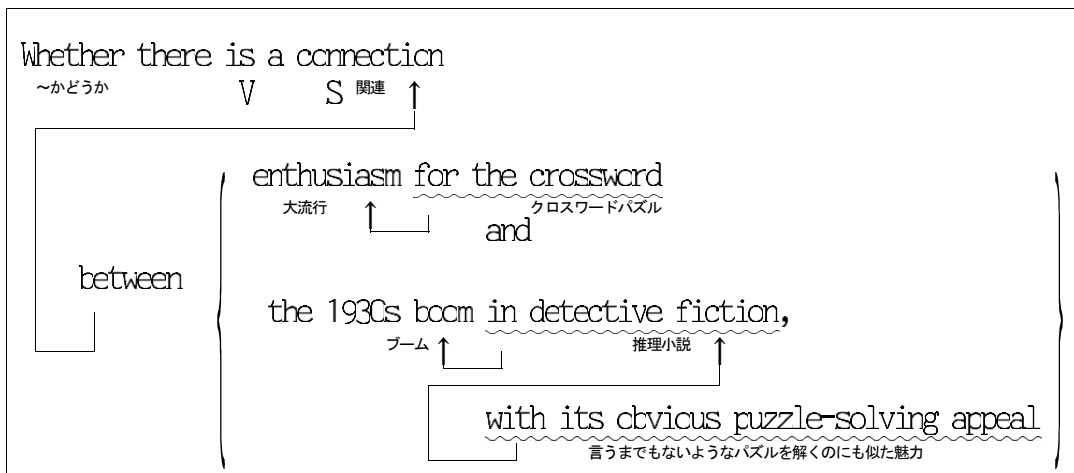 Whether there is a connection
～かどうか V S 関連
enthusiasm for the crossword
大流行 クロスワードパズル
and
between
the 1930s boom in detective fiction,
ブーム 推理小説
with its obvious puzzle-solving appeal
言うまでもないようなパズルを解くのにも似た魅力